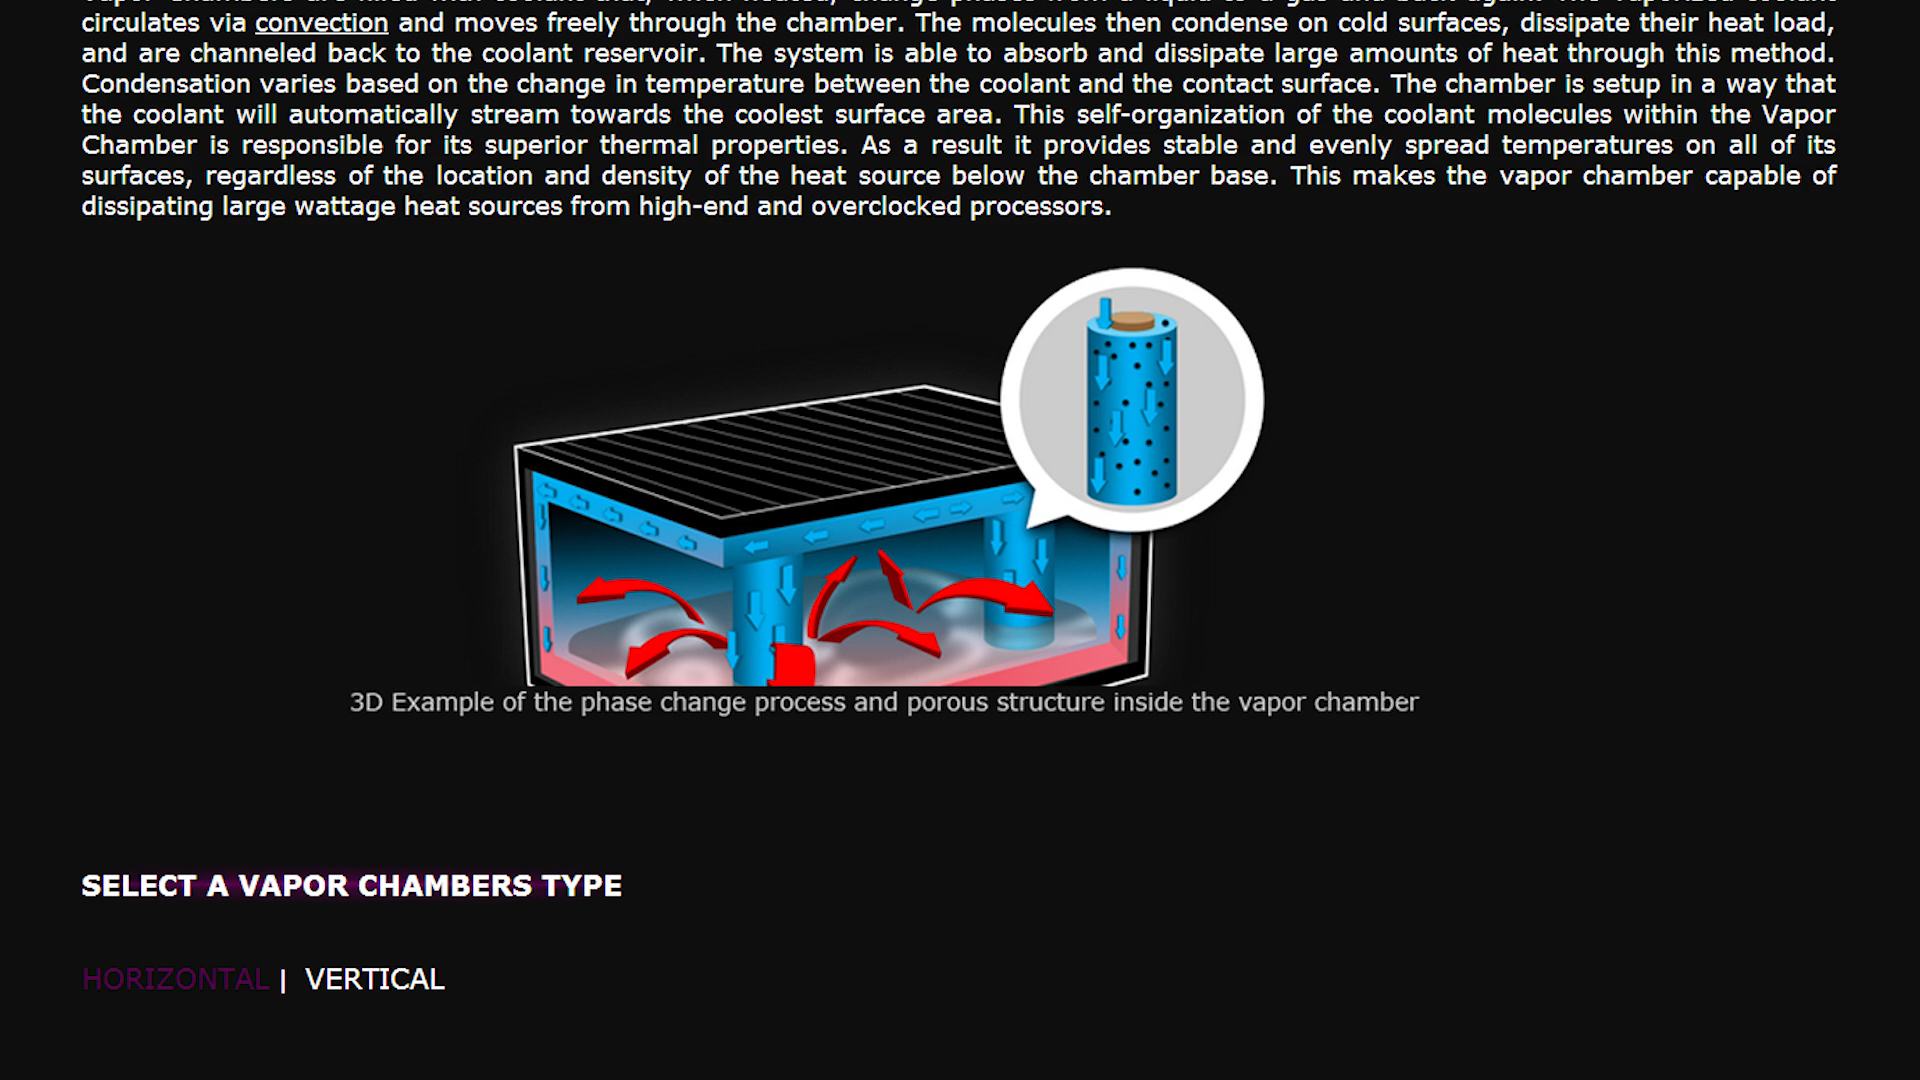 circulates via convection and moves freely through the chamber. The molecules then condense on cold surfaces, dissipate their heat load,
and are channeled back to the coolant reservoir. The system is able to absorb and dissipate large amounts of heat through this method.
Condensation varies based on the change in temperature between the coolant and the contact surface. The chamber is setup in a way that
the coolant will automatically stream towards the coolest surface area. This self-organization of the coolant molecules within the Vapor
Chamber is responsible for its superior thermal properties. As a result it provides stable and evenly spread temperatures on all of its
surfaces, regardless of the location and density of the heat source below the chamber base. This makes the vapor chamber capable of
dissipating large wattage heat sources from high-end and overclocked processors.
3D Example of the phase change process and porous structure inside the vapor chamber
SELECT A VAPOR CHAMBERS TYPE
HORIZONTAL | VERTICAL